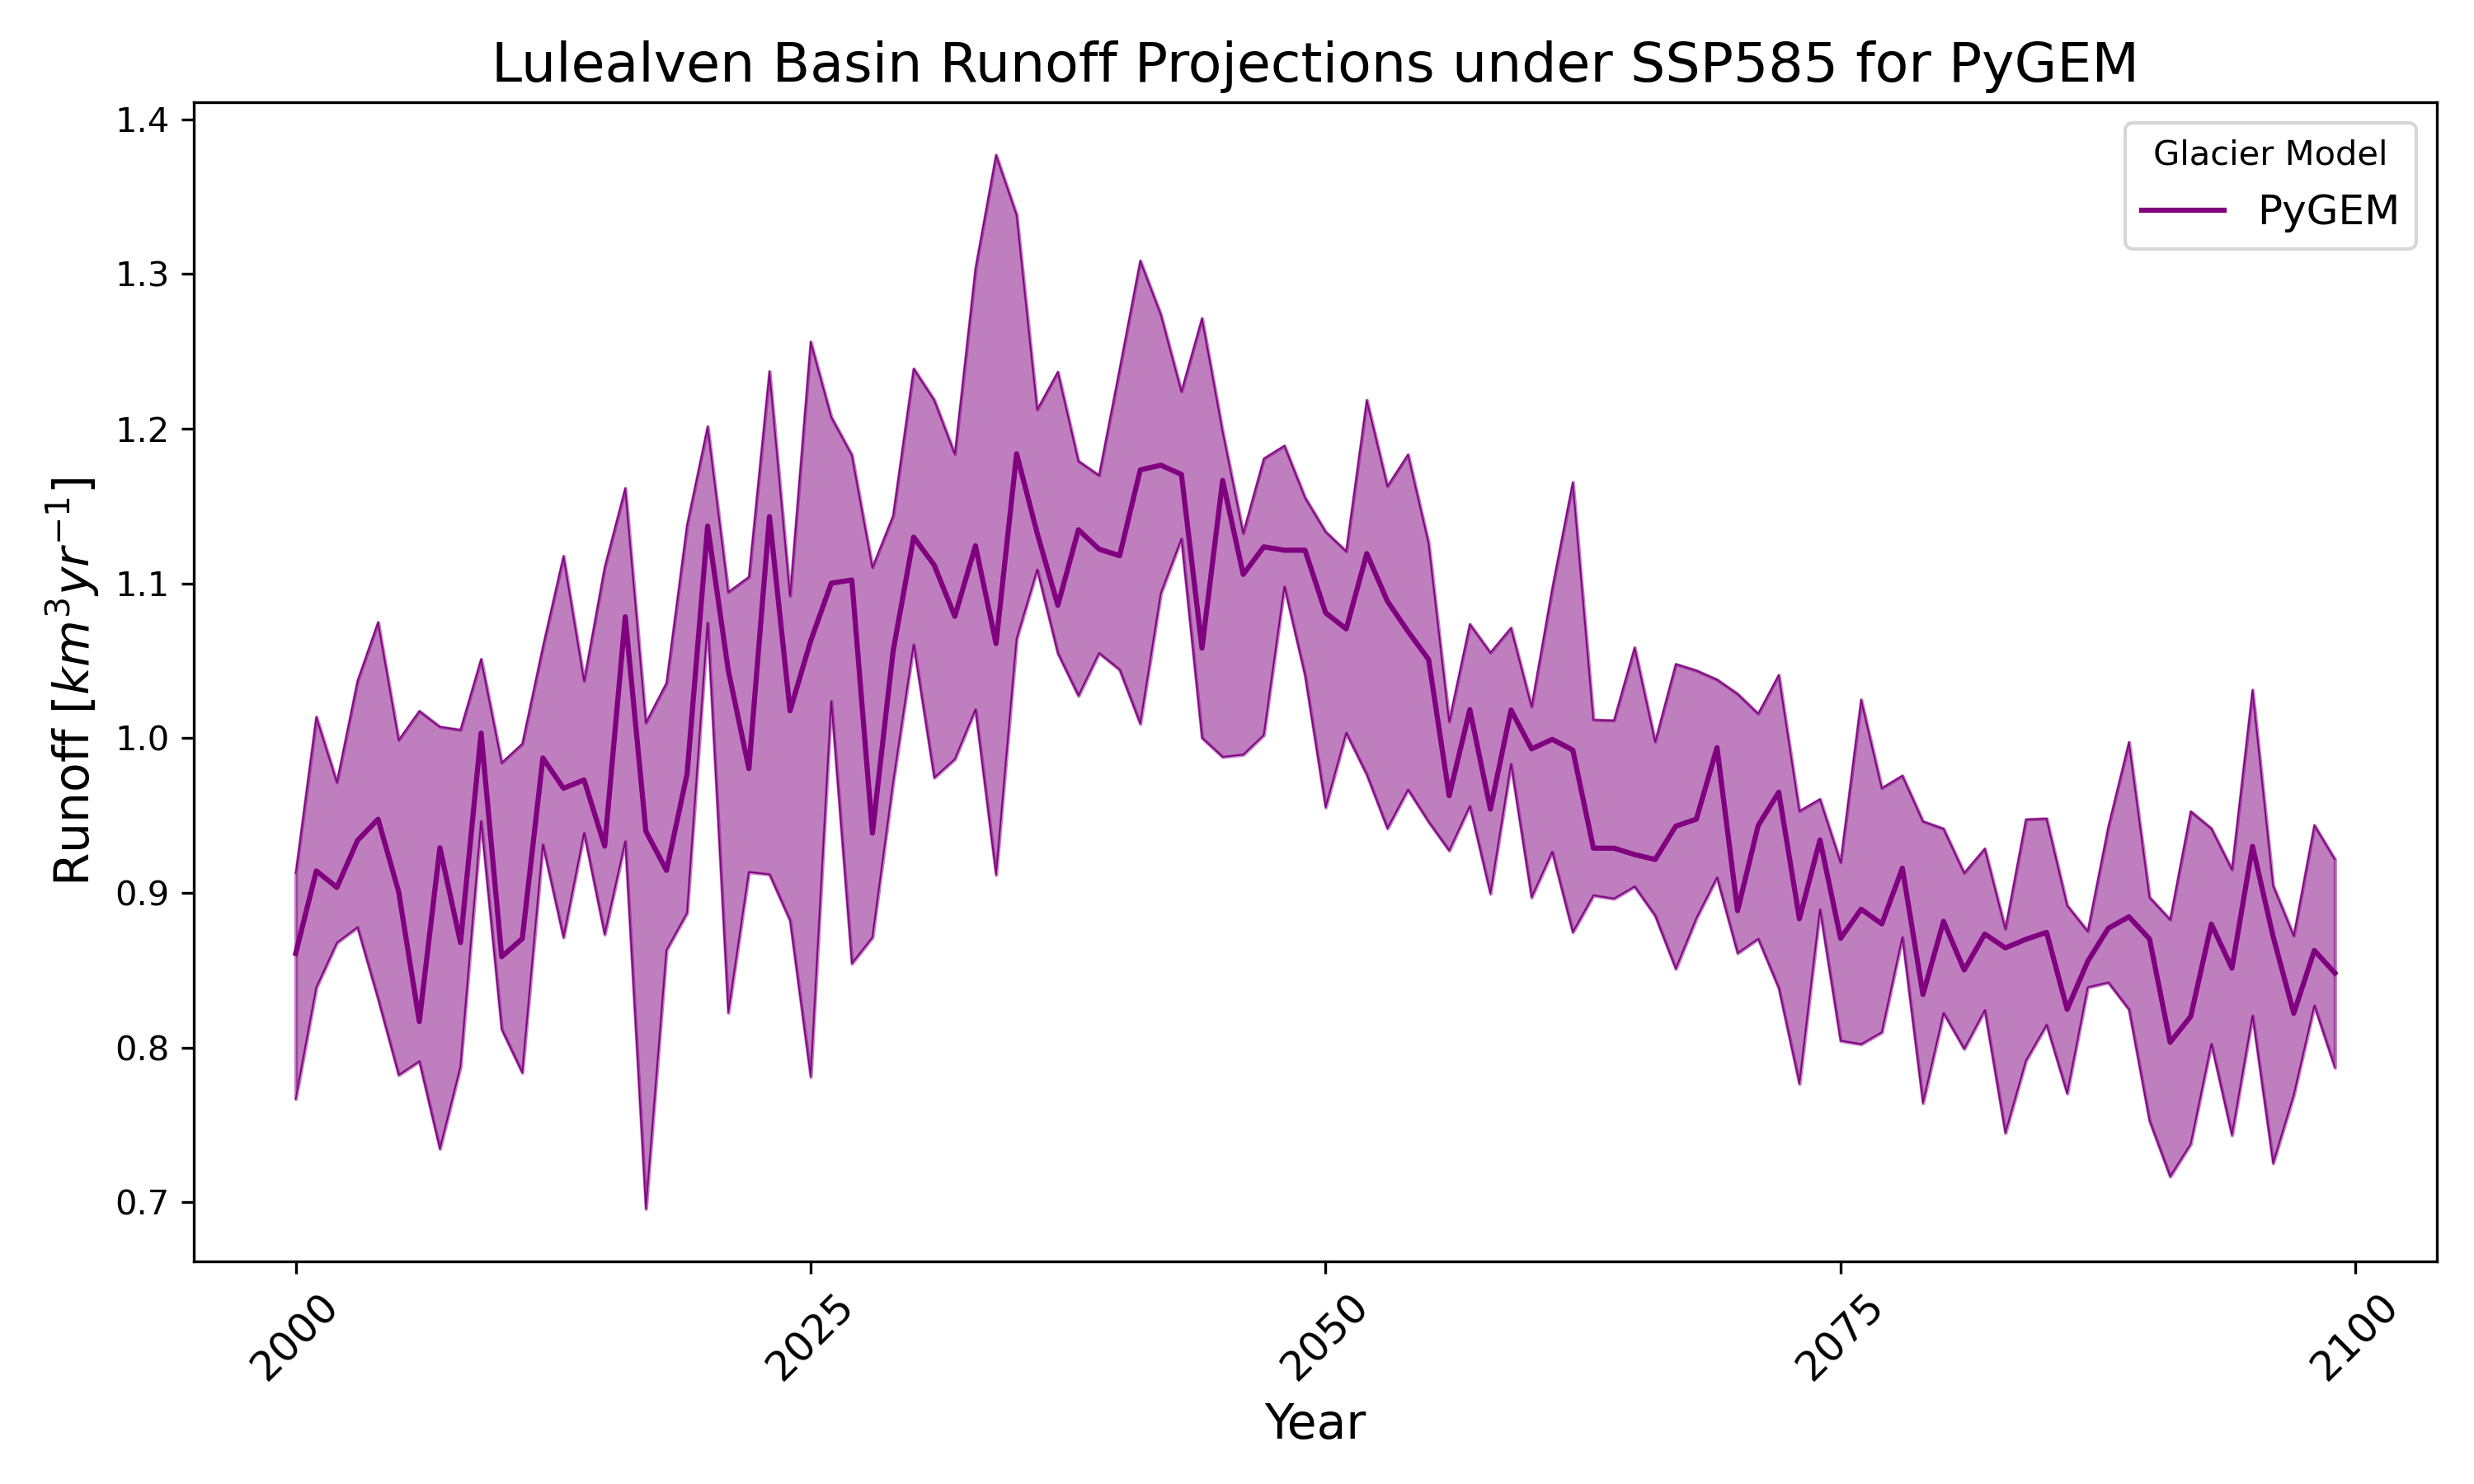 Lulealven Basin Runoff Projections under SSP585 for PyGEM
Glacier Model
PyGEM
Runoff [km³yr⁻¹]
1.4
1.3
1.2
1.1
1.0
0.9
0.8
0.7
2000 2025 2050 2075 2100
Year